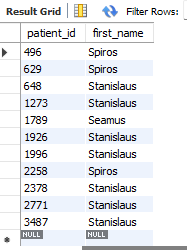 Result Grid Filter Rows:
patient_id first_name
496 Spiros
629 Spiros
648 Stanislaus
1273 Stanislaus
1789 Seamus
1926 Stanislaus
1996 Stanislaus
2258 Spiros
2378 Stanislaus
2771 Stanislaus
3487 Stanislaus
NULL NULL